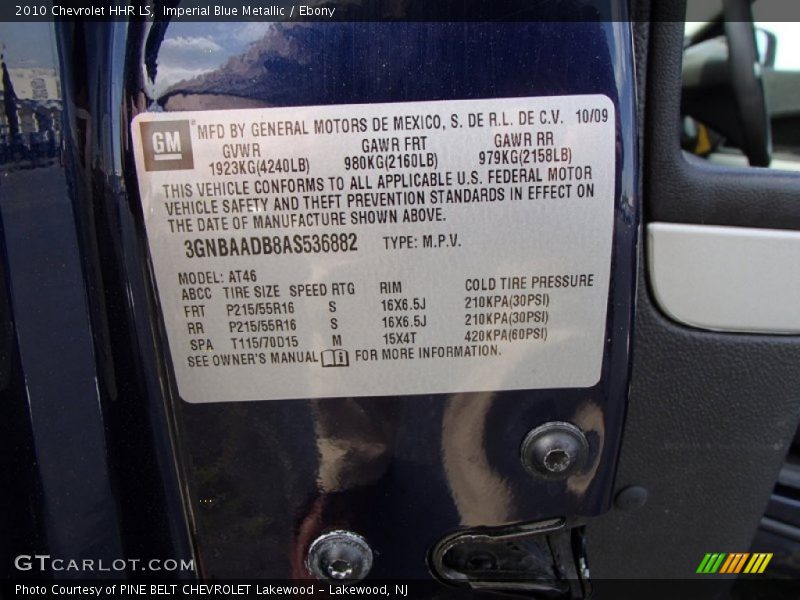 2010 Chevrolet HHR LS, Imperial Blue Metallic / Ebony
GM MFD BY GENERAL MOTORS DE MEXICO, S. DE R.L. DE C.V. 10/09
GVWR GAWR FRT GAWR RR
1923KG(4240LB) 980KG(2160LB) 979KG(2158LB)
THIS VEHICLE CONFORMS TO ALL APPLICABLE U.S. FEDERAL MOTOR
VEHICLE SAFETY AND THEFT PREVENTION STANDARDS IN EFFECT ON
THE DATE OF MANUFACTURE SHOWN ABOVE.
3GNBAADB8AS536882 TYPE: M.P.V.
MODEL: AT46
ABCC TIRE SIZE SPEED RTG RIM COLD TIRE PRESSURE
FRT P215/55R16 S 16X6.5J 210KPA(30PSI)
RR P215/55R16 S 16X6.5J 210KPA(30PSI)
SPA T115/70D15 M 15X4T 420KPA(60PSI)
SEE OWNER'S MANUAL FOR MORE INFORMATION.
GTCARLOT.COM
Photo Courtesy of PINE BELT CHEVROLET Lakewood - Lakewood, NJ